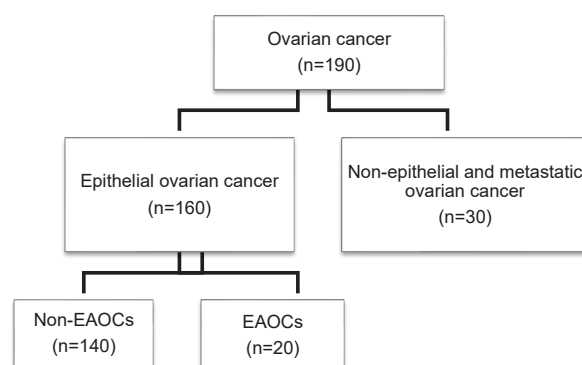 Ovarian cancer
(n=190)
Epithelial ovarian cancer
(n=160)
Non-epithelial and metastatic
ovarian cancer
(n=30)
Non-EAOCs
(n=140)
EAOCs
(n=20)